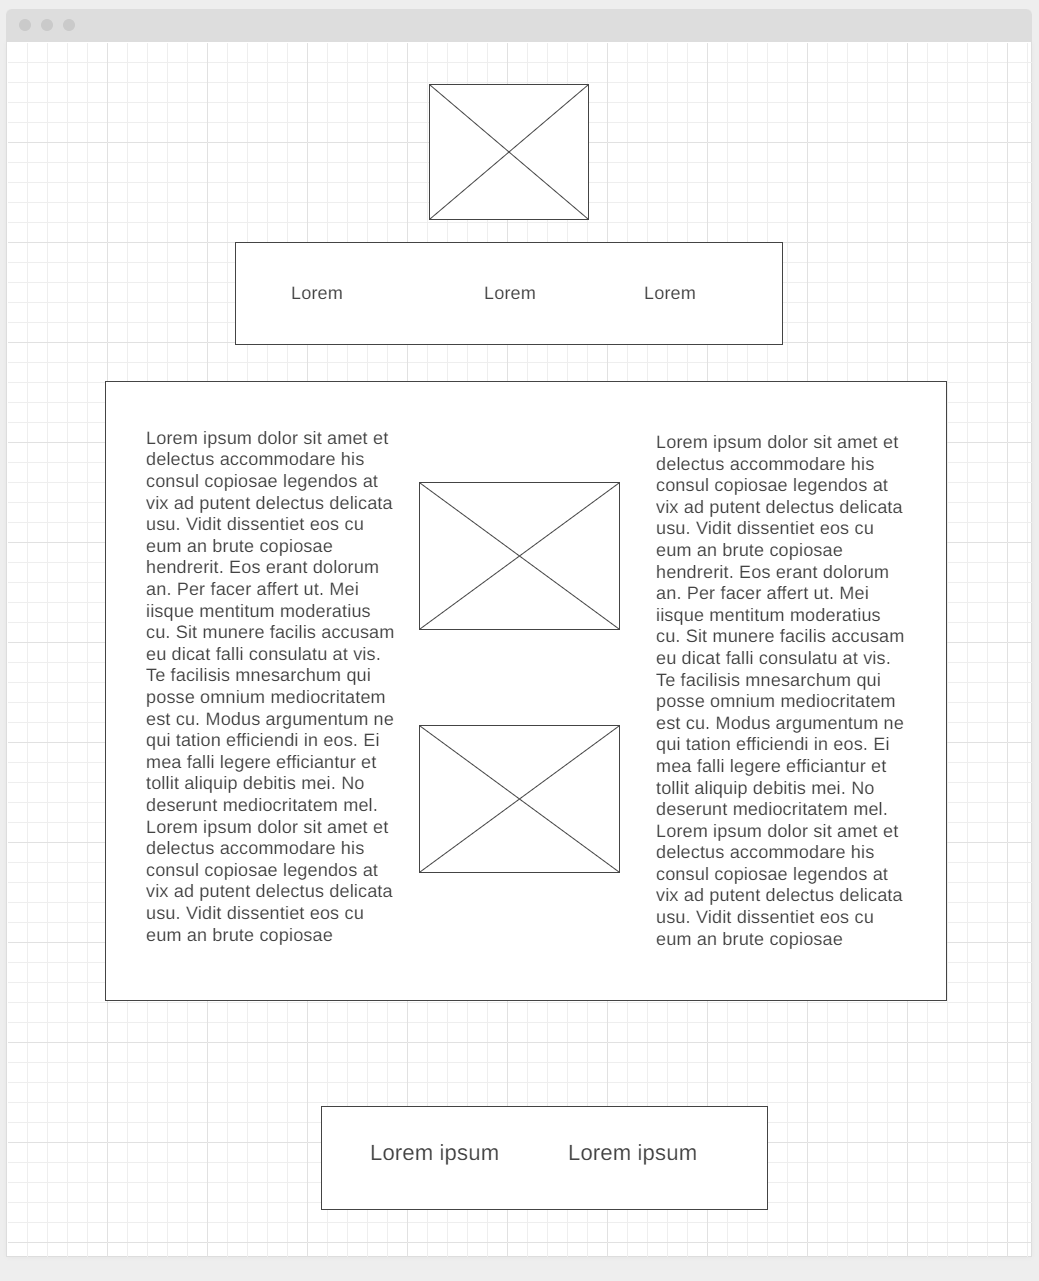 Lorem
Lorem
Lorem
Lorem ipsum dolor sit amet et
delectus accommodare his
consul copiosae legendos at
vix ad putent delectus delicata
usu. Vidit dissentiet eos cu
eum an brute copiosae
hendrerit. Eos erant dolorum
an. Per facer affert ut. Mei
iisque mentitum moderatius
cu. Sit munere facilis accusam
eu dicat falli consulatu at vis.
Te facilisis mnesarchum qui
posse omnium mediocritatem
est cu. Modus argumentum ne
qui tation efficiendi in eos. Ei
mea falli legere efficiantur et
tollit aliquip debitis mei. No
deserunt mediocritatem mel.
Lorem ipsum dolor sit amet et
delectus accommodare his
consul copiosae legendos at
vix ad putent delectus delicata
usu. Vidit dissentiet eos cu
eum an brute copiosae
Lorem ipsum dolor sit amet et
delectus accommodare his
consul copiosae legendos at
vix ad putent delectus delicata
usu. Vidit dissentiet eos cu
eum an brute copiosae
hendrerit. Eos erant dolorum
an. Per facer affert ut. Mei
iisque mentitum moderatius
cu. Sit munere facilis accusam
eu dicat falli consulatu at vis.
Te facilisis mnesarchum qui
posse omnium mediocritatem
est cu. Modus argumentum ne
qui tation efficiendi in eos. Ei
mea falli legere efficiantur et
tollit aliquip debitis mei. No
deserunt mediocritatem mel.
Lorem ipsum dolor sit amet et
delectus accommodare his
consul copiosae legendos at
vix ad putent delectus delicata
usu. Vidit dissentiet eos cu
eum an brute copiosae
Lorem ipsum
Lorem ipsum